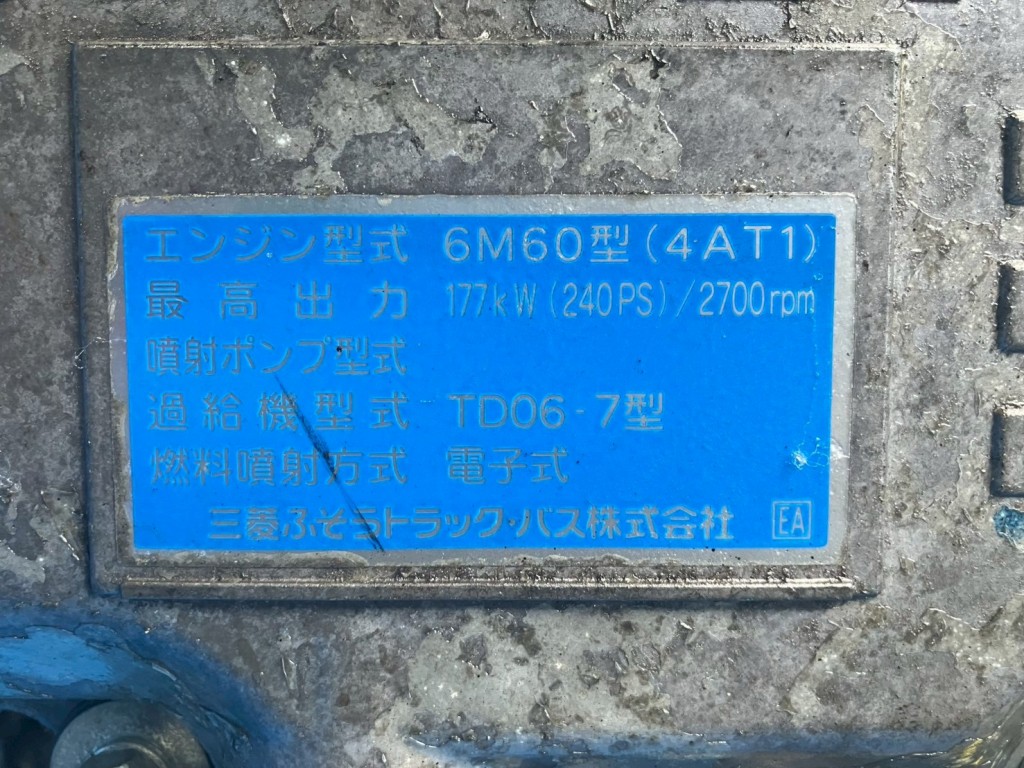 エンジン型式 6M60型(4AT1)
最高出力 177kW(240PS)/2700rpm
噴射ポンプ型式
過給機型式 TD06-7型
燃料噴射方式 電子式
三菱ふそうトラック・バス株式会社 EA